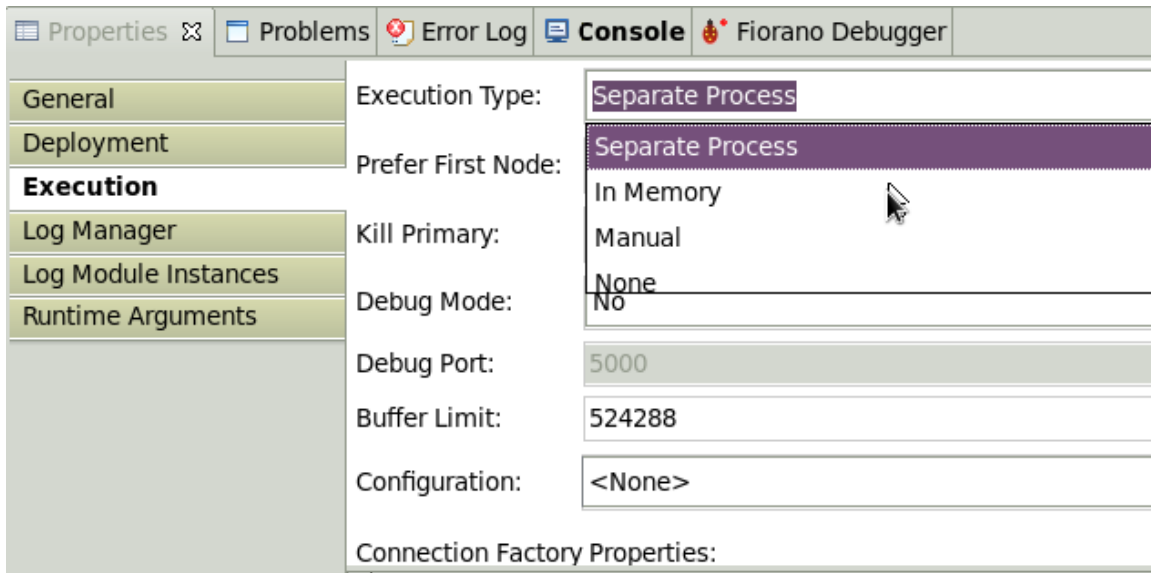 Properties Problems Error Log Console Fiorano Debugger
General
Deployment
Execution
Log Manager
Log Module Instances
Runtime Arguments
Execution Type: Separate Process
Separate Process
Prefer First Node:
In Memory
Kill Primary: Manual
None
Debug Mode: No
Debug Port: 5000
Buffer Limit: 524288
Configuration: <None>
Connection Factory Properties: